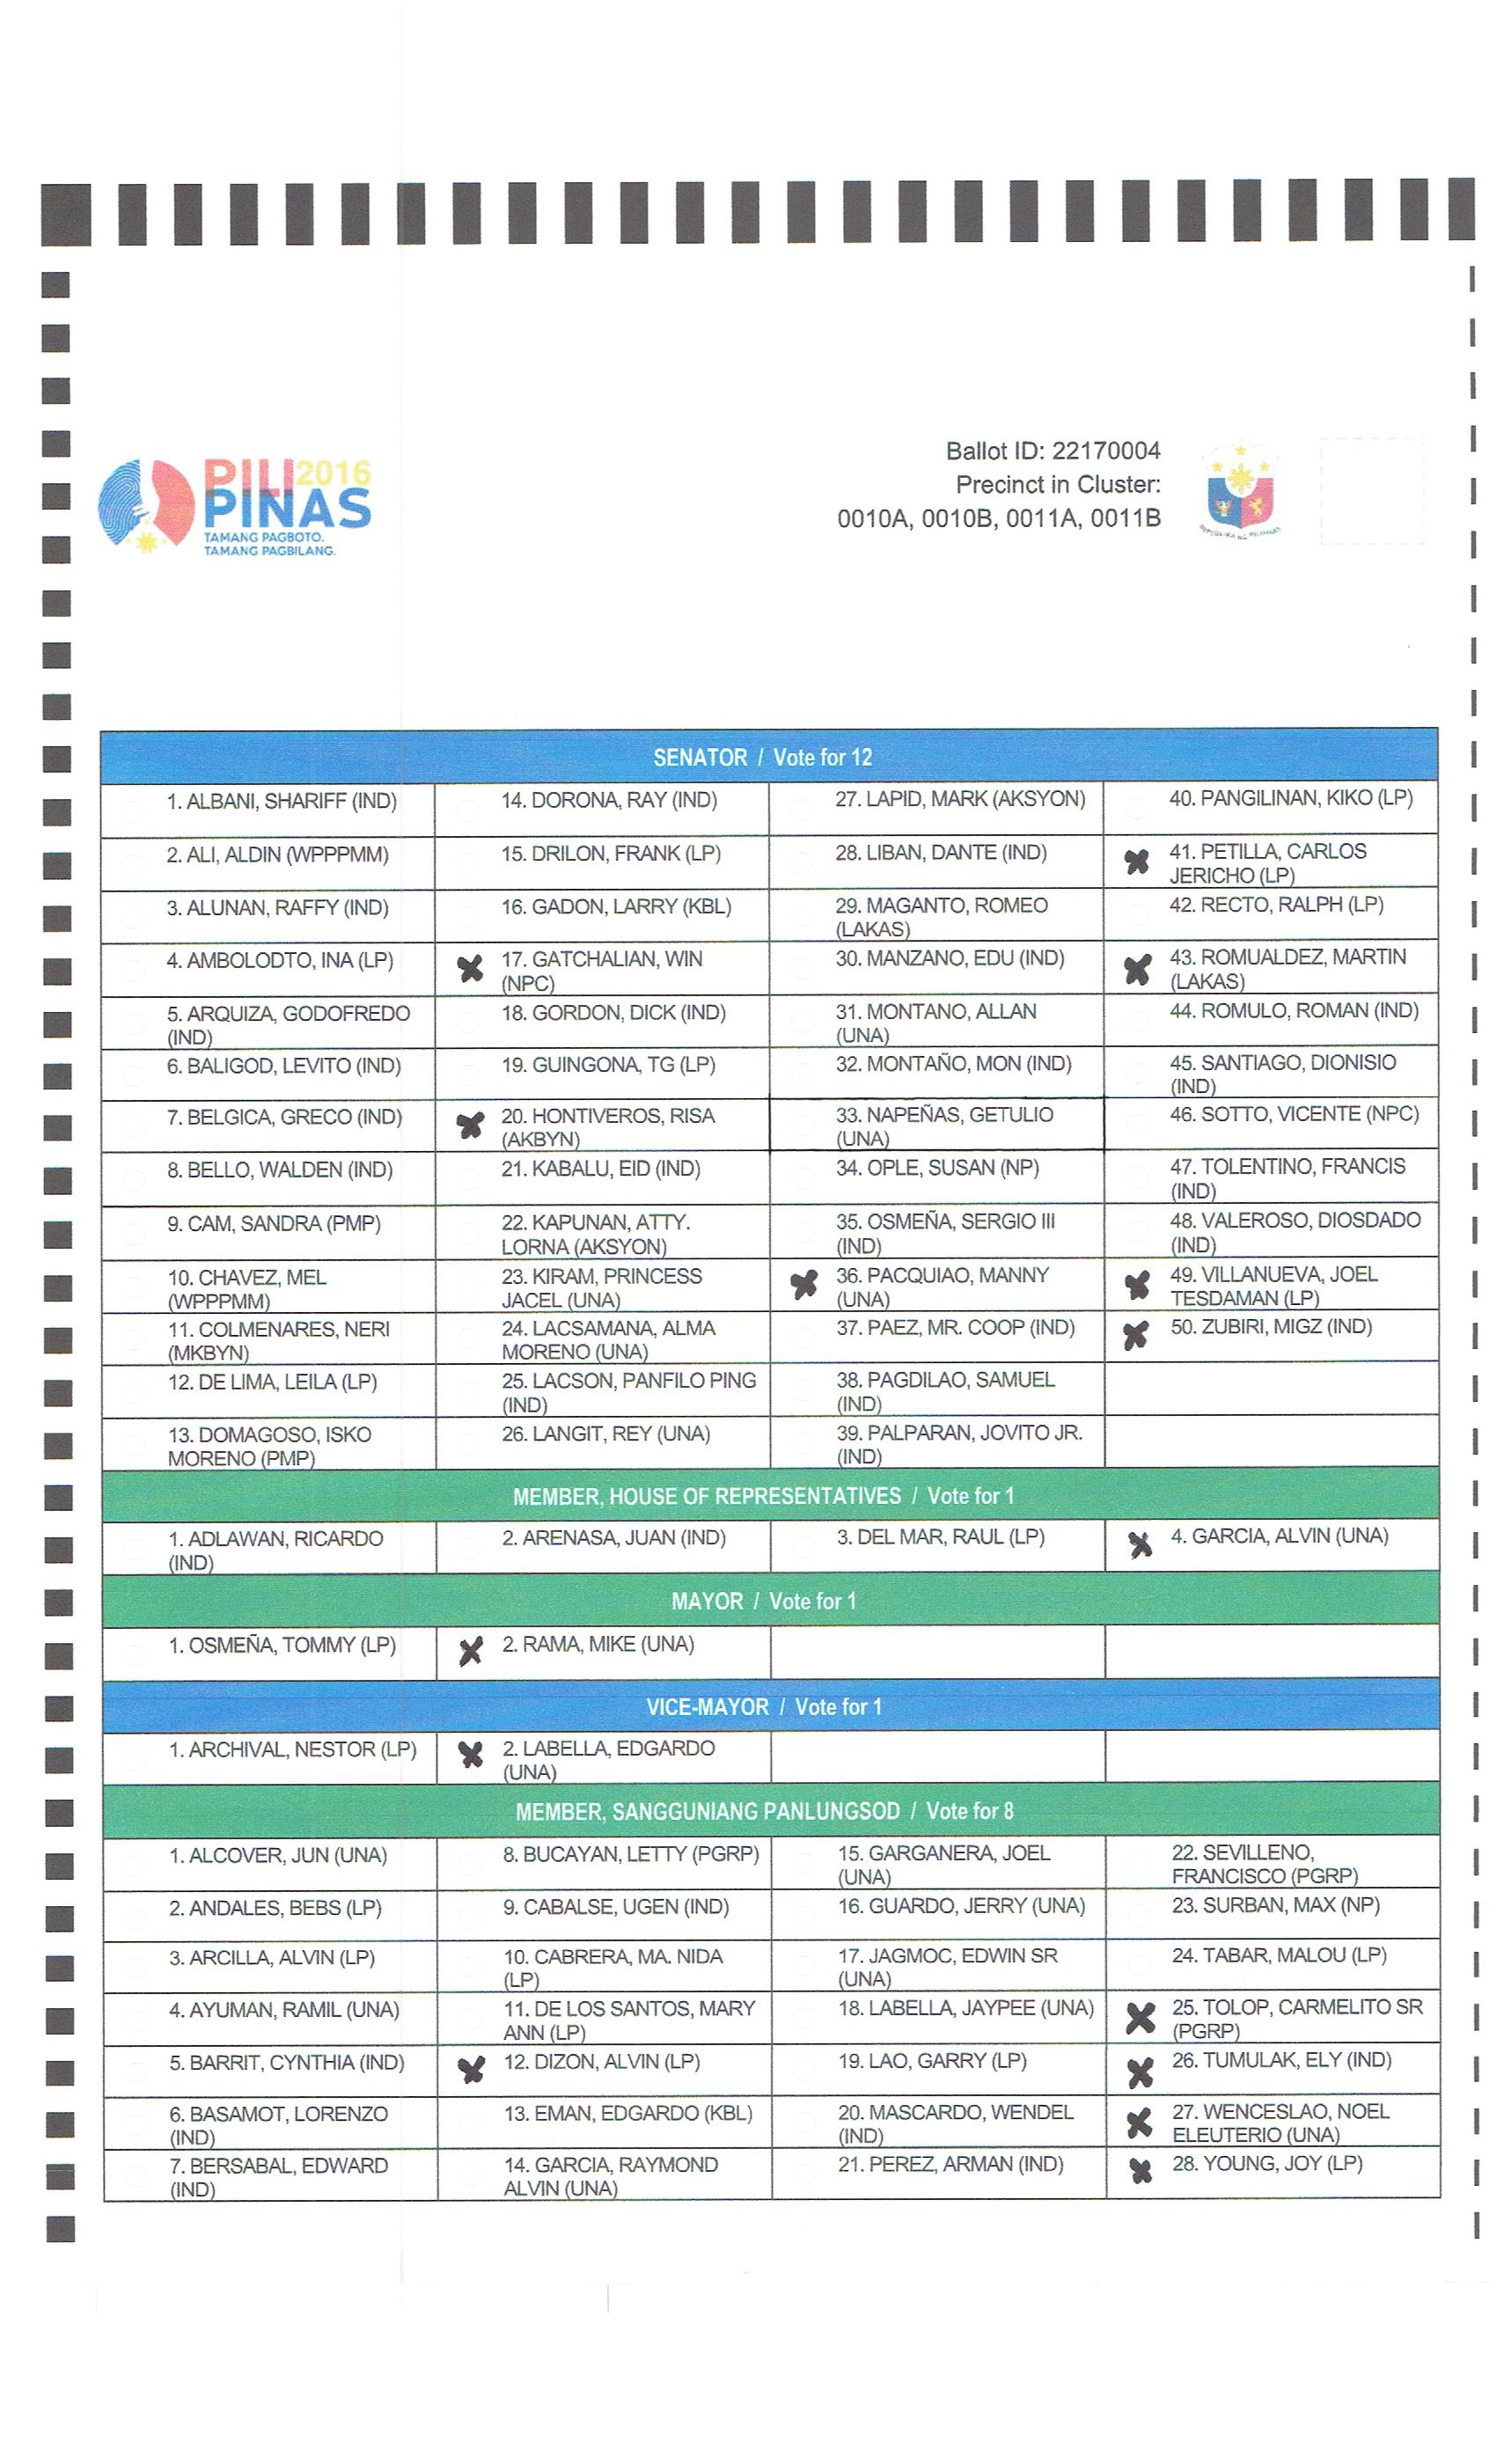 PILI 2016
PINAS
TAMANG PAGBOTO.
TAMANG PAGBILANG.
Ballot ID: 22170004
Precinct in Cluster:
0010A, 0010B, 0011A, 0011B
REPUBLIKA NG PILIPINAS
SENATOR / Vote for 12
1. ALBANI, SHARIFF (IND)
2. ALI, ALDIN (WPPPMM)
3. ALUNAN, RAFFY (IND)
4. AMBOLODTO, INA (LP)
5. ARQUIZA, GODOFREDO
(IND)
6. BALIGOD, LEVITO (IND)
7. BELGICA, GRECO (IND)
8. BELLO, WALDEN (IND)
9. CAM, SANDRA (PMP)
10. CHAVEZ, MEL
(WPPPMM)
11. COLMENARES, NERI
(MKBYN)
12. DE LIMA, LEILA (LP)
13. DOMAGOSO, ISKO
MORENO (PMP)
14. DORONA, RAY (IND)
15. DRILON, FRANK (LP)
16. GADON, LARRY (KBL)
17. GATCHALIAN, WIN
(NPC)
18. GORDON, DICK (IND)
19. GUINGONA, TG (LP)
20. HONTIVEROS, RISA
(AKBYN)
21. KABALU, EID (IND)
22. KAPUNAN, ATTY.
LORNA (AKSYON)
23. KIRAM, PRINCESS
JACEL (UNA)
24. LACSAMANA, ALMA
MORENO (UNA)
25. LACSON, PANFILO PING
(IND)
26. LANGIT, REY (UNA)
27. LAPID, MARK (AKSYON)
28. LIBAN, DANTE (IND)
29. MAGANTO, ROMEO
(LAKAS)
30. MANZANO, EDU (IND)
31. MONTANO, ALLAN
(UNA)
32. MONTAÑO, MON (IND)
33. NAPEÑAS, GETULIO
(UNA)
34. OPLE, SUSAN (NP)
35. OSMEÑA, SERGIO III
(IND)
36. PACQUIAO, MANNY
(UNA)
37. PAEZ, MR. COOP (IND)
38. PAGDILAO, SAMUEL
(IND)
39. PALPARAN, JOVITO JR.
(IND)
40. PANGILINAN, KIKO (LP)
41. PETILLA, CARLOS
JERICHO (LP)
42. RECTO, RALPH (LP)
43. ROMUALDEZ, MARTIN
(LAKAS)
44. ROMULO, ROMAN (IND)
45. SANTIAGO, DIONISIO
(IND)
46. SOTTO, VICENTE (NPC)
47. TOLENTINO, FRANCIS
(IND)
48. VALEROSO, DIOSDADO
(IND)
49. VILLANUEVA, JOEL
TESDAMAN (LP)
50. ZUBIRI, MIGZ (IND)
MEMBER, HOUSE OF REPRESENTATIVES / Vote for 1
1. ADLAWAN, RICARDO
(IND)
2. ARENASA, JUAN (IND)
3. DEL MAR, RAUL (LP)
4. GARCIA, ALVIN (UNA)
MAYOR / Vote for 1
1. OSMEÑA, TOMMY (LP)
2. RAMA, MIKE (UNA)
VICE-MAYOR / Vote for 1
1. ARCHIVAL, NESTOR (LP)
2. LABELLA, EDGARDO
(UNA)
MEMBER, SANGGUNIANG PANLUNGSOD / Vote for 8
1. ALCOVER, JUN (UNA)
2. ANDALES, BEBS (LP)
3. ARCILLA, ALVIN (LP)
4. AYUMAN, RAMIL (UNA)
5. BARRIT, CYNTHIA (IND)
6. BASAMOT, LORENZO
(IND)
7. BERSABAL, EDWARD
(IND)
8. BUCAYAN, LETTY (PGRP)
9. CABALSE, UGEN (IND)
10. CABRERA, MA. NIDA
(LP)
11. DE LOS SANTOS, MARY
ANN (LP)
12. DIZON, ALVIN (LP)
13. EMAN, EDGARDO (KBL)
14. GARCIA, RAYMOND
ALVIN (UNA)
15. GARGANERA, JOEL
(UNA)
16. GUARDO, JERRY (UNA)
17. JAGMOC, EDWIN SR
(UNA)
18. LABELLA, JAYPEE (UNA)
19. LAO, GARRY (LP)
20. MASCARDO, WENDEL
(IND)
21. PEREZ, ARMAN (IND)
22. SEVILLENO,
FRANCISCO (PGRP)
23. SURBAN, MAX (NP)
24. TABAR, MALOU (LP)
25. TOLOP, CARMELITO SR
(PGRP)
26. TUMULAK, ELY (IND)
27. WENCESLAO, NOEL
ELEUTERIO (UNA)
28. YOUNG, JOY (LP)